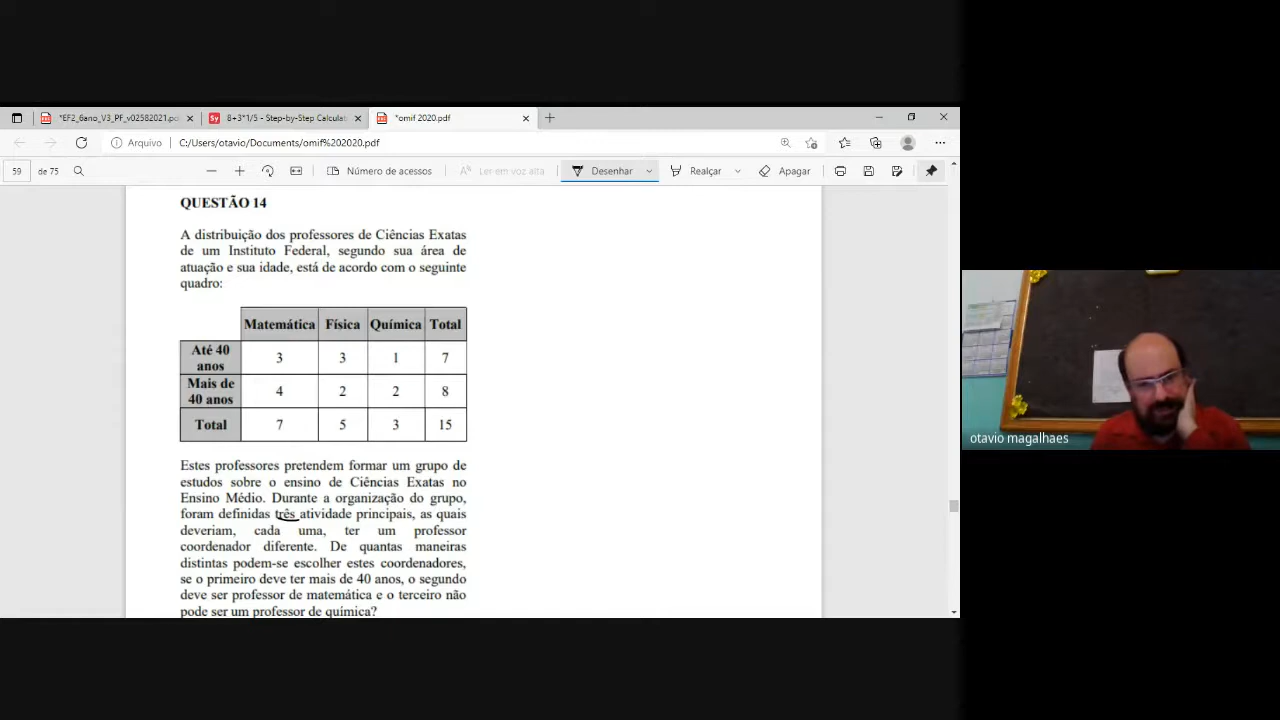 *EF2_6ano_V3_PF_v02582021.po
8+3*1/5 - Step-by-Step Calculat
*omif 2020.pdf
Arquivo
C:/Users/otavio/Documents/omif%202020.pdf
59 de 75
Número de acessos
Ler em voz alta
Desenhar
Realçar
Apagar
QUESTÃO 14
A distribuição dos professores de Ciências Exatas
de um Instituto Federal, segundo sua área de
atuação e sua idade, está de acordo com o seguinte
quadro:
Matemática Física Química Total
Até 40 anos 3 3 1 7
Mais de 40 anos 4 2 2 8
Total 7 5 3 15
Estes professores pretendem formar um grupo de
estudos sobre o ensino de Ciências Exatas no
Ensino Médio. Durante a organização do grupo,
foram definidas três atividade principais, as quais
deveriam, cada uma, ter um professor
coordenador diferente. De quantas maneiras
distintas podem-se escolher estes coordenadores,
se o primeiro deve ter mais de 40 anos, o segundo
deve ser professor de matemática e o terceiro não
pode ser um professor de química?
otavio magalhaes